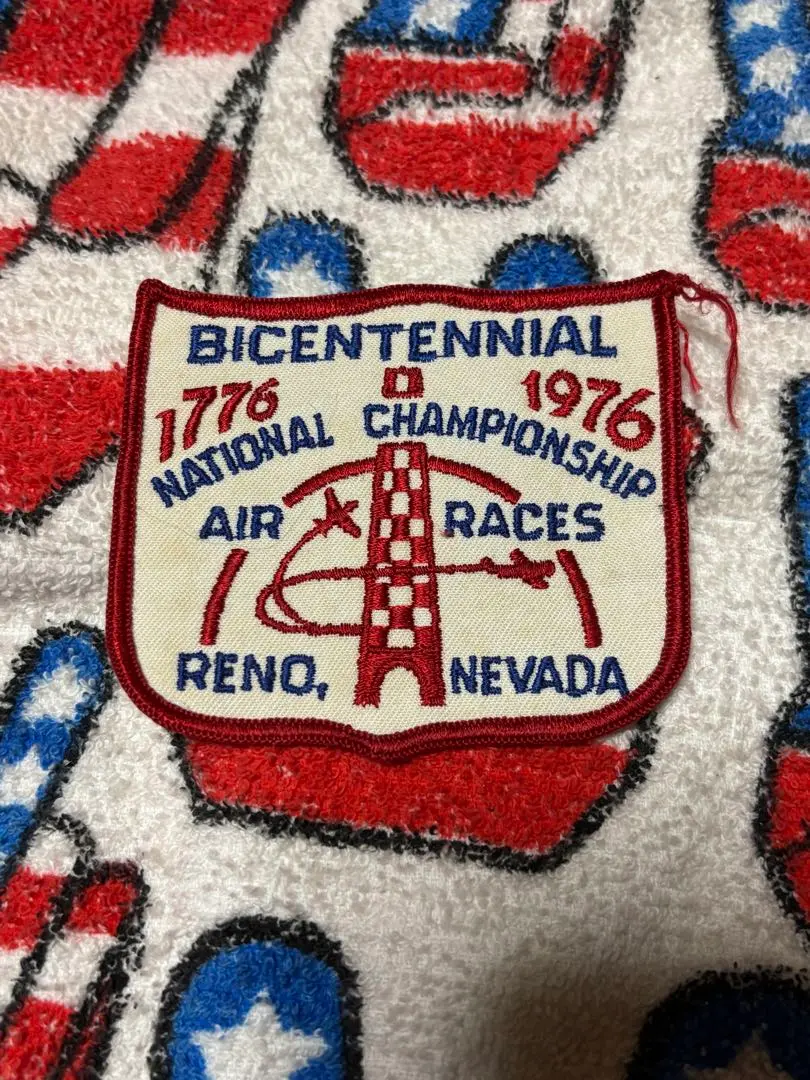 BICENTENNIAL
1776 1976
NATIONAL CHAMPIONSHIP
AIR RACES
RENO, NEVADA